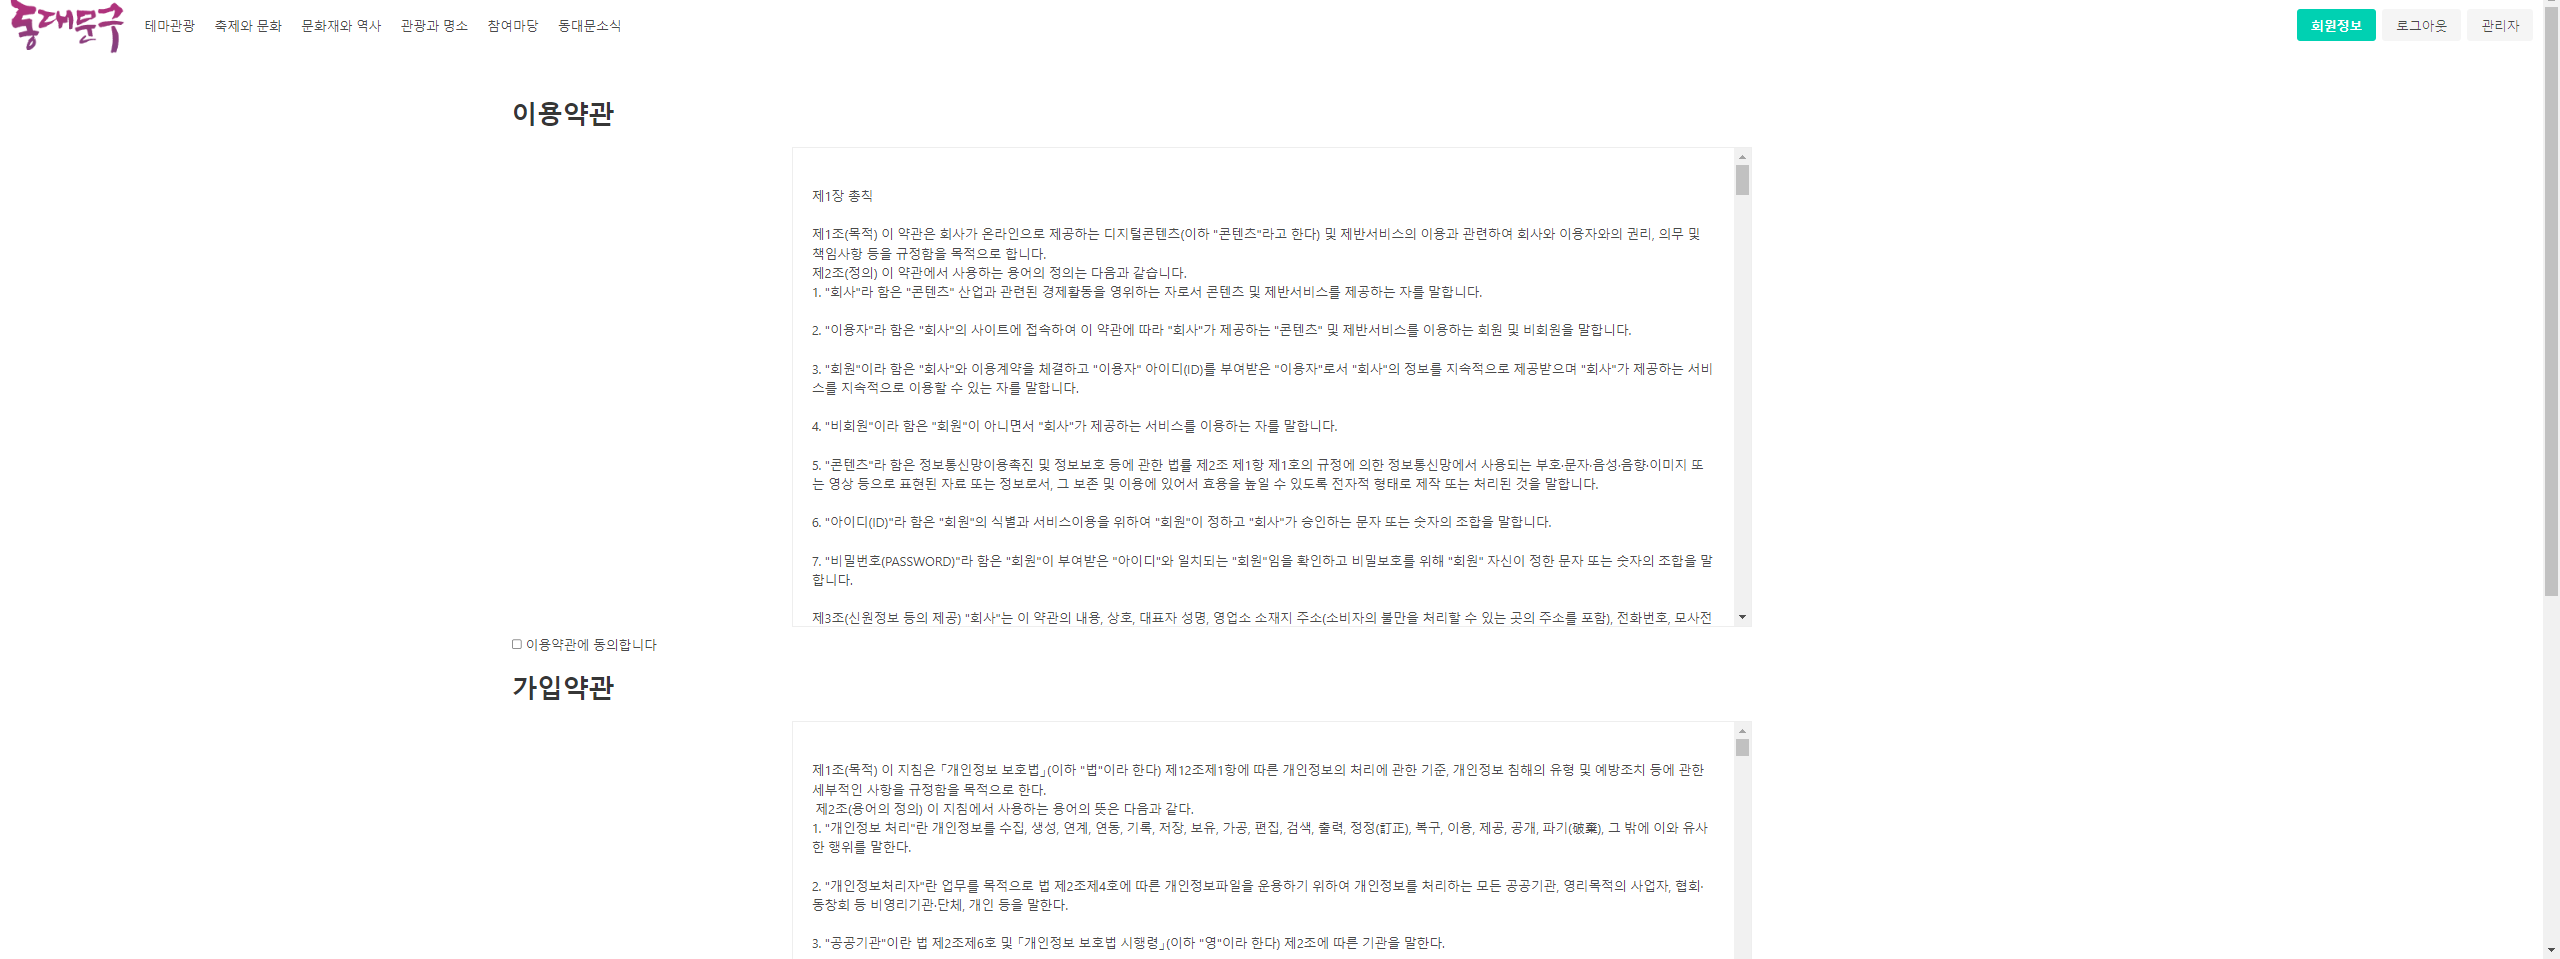 동대문구
테마관광 축제와 문화 문화재와 역사 관광과 명소 참여마당 동대문소식 회원정보 로그아웃 관리자
이용약관
제1장 총칙
제1조(목적) 이 약관은 회사가 온라인으로 제공하는 디지털콘텐츠(이하 "콘텐츠"라고 한다) 및 제반서비스의 이용과 관련하여 회사와 이용자와의 권리, 의무 및
책임사항 등을 규정함을 목적으로 합니다.
제2조(정의) 이 약관에서 사용하는 용어의 정의는 다음과 같습니다.
1. "회사"라 함은 "콘텐츠" 산업과 관련된 경제활동을 영위하는 자로서 콘텐츠 및 제반서비스를 제공하는 자를 말합니다.
2. "이용자"라 함은 "회사"의 사이트에 접속하여 이 약관에 따라 "회사"가 제공하는 "콘텐츠" 및 제반서비스를 이용하는 회원 및 비회원을 말합니다.
3. "회원"이라 함은 "회사"와 이용계약을 체결하고 "이용자" 아이디(ID)를 부여받은 "이용자"로서 "회사"의 정보를 지속적으로 제공받으며 "회사"가 제공하는 서비
스를 지속적으로 이용할 수 있는 자를 말합니다.
4. "비회원"이라 함은 "회원"이 아니면서 "회사"가 제공하는 서비스를 이용하는 자를 말합니다.
5. "콘텐츠"라 함은 정보통신망이용촉진 및 정보보호 등에 관한 법률 제2조 제1항 제1호의 규정에 의한 정보통신망에서 사용되는 부호·문자·음성·음향·이미지 또
는 영상 등으로 표현된 자료 또는 정보로서, 그 보존 및 이용에 있어서 효용을 높일 수 있도록 전자적 형태로 제작 또는 처리된 것을 말합니다.
6. "아이디(ID)"라 함은 "회원"의 식별과 서비스이용을 위하여 "회원"이 정하고 "회사"가 승인하는 문자 또는 숫자의 조합을 말합니다.
7. "비밀번호(PASSWORD)"라 함은 "회원"이 부여받은 "아이디"와 일치되는 "회원"임을 확인하고 비밀보호를 위해 "회원" 자신이 정한 문자 또는 숫자의 조합을 말
합니다.
제3조(신원정보 등의 제공) "회사"는 이 약관의 내용, 상호, 대표자 성명, 영업소 소재지 주소(소비자의 불만을 처리할 수 있는 곳의 주소를 포함), 전화번호, 모사전
이용약관에 동의합니다
가입약관
제1조(목적) 이 지침은 「개인정보 보호법」(이하 "법"이라 한다) 제12조제1항에 따른 개인정보의 처리에 관한 기준, 개인정보 침해의 유형 및 예방조치 등에 관한
세부적인 사항을 규정함을 목적으로 한다.
제2조(용어의 정의) 이 지침에서 사용하는 용어의 뜻은 다음과 같다.
1. "개인정보 처리"란 개인정보를 수집, 생성, 연계, 연동, 기록, 저장, 보유, 가공, 편집, 검색, 출력, 정정(訂正), 복구, 이용, 제공, 공개, 파기(破棄), 그 밖에 이와 유사
한 행위를 말한다.
2. "개인정보처리자"란 업무를 목적으로 법 제2조제4호에 따른 개인정보파일을 운용하기 위하여 개인정보를 처리하는 모든 공공기관, 영리목적의 사업자, 협회·
동창회 등 비영리기관·단체, 개인 등을 말한다.
3. "공공기관"이란 법 제2조제6호 및 「개인정보 보호법 시행령」(이하 "영"이라 한다) 제2조에 따른 기관을 말한다.